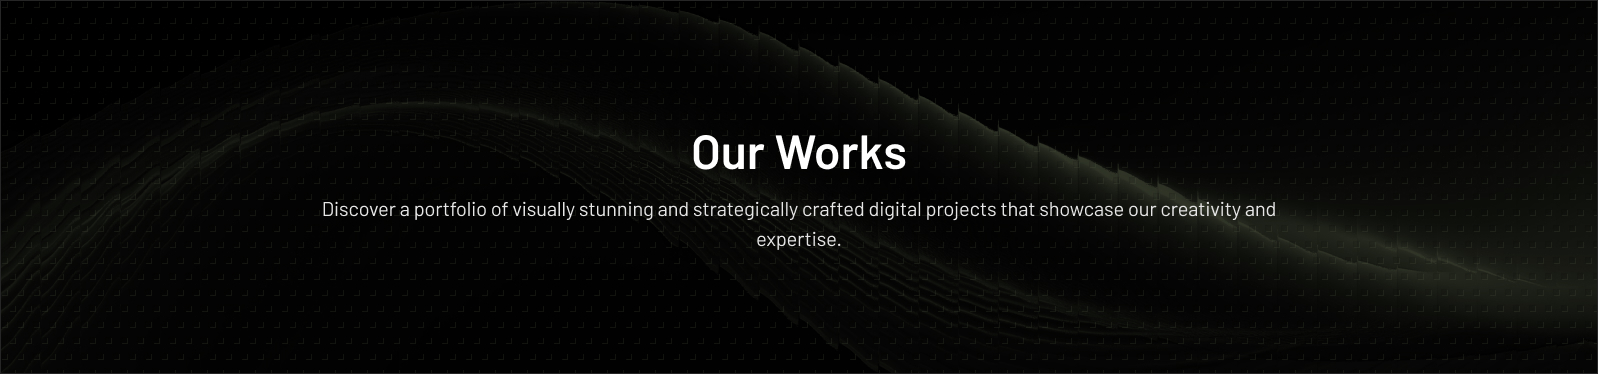 Our Works
Discover a portfolio of visually stunning and strategically crafted digital projects that showcase our creativity and
expertise.